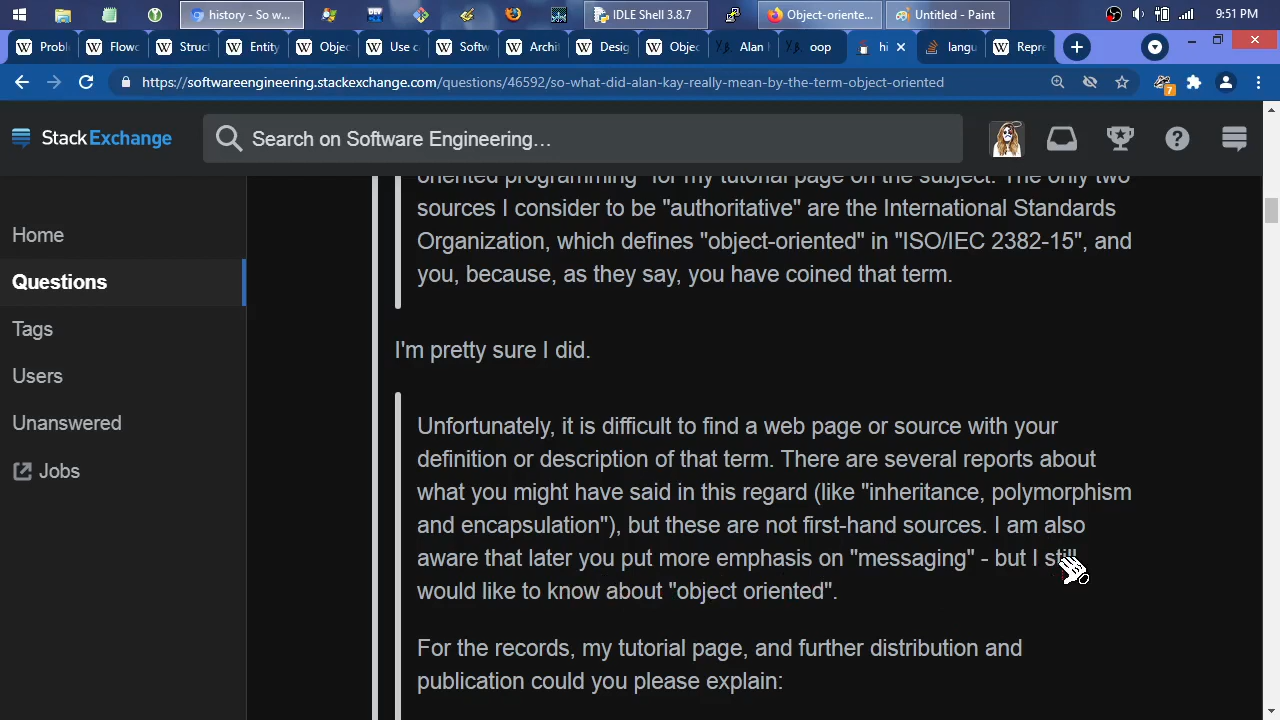 history - So w...
IDLE Shell 3.8.7
Object-oriente...
Untitled - Paint
9:51 PM
Probl
Flowc
Struct
Entity
Objec
Use c
Softw
Archi
Desig
Objec
Alan
oop
hi
langu
Repre
https://softwareengineering.stackexchange.com/questions/46592/so-what-did-alan-kay-really-mean-by-the-term-object-oriented
7
StackExchange
Search on Software Engineering...
Home
Questions
Tags
Users
Unanswered
Jobs
oriented programming" for my tutorial page on the subject. The only two
sources I consider to be "authoritative" are the International Standards
Organization, which defines "object-oriented" in "ISO/IEC 2382-15", and
you, because, as they say, you have coined that term.
I'm pretty sure I did.
Unfortunately, it is difficult to find a web page or source with your
definition or description of that term. There are several reports about
what you might have said in this regard (like "inheritance, polymorphism
and encapsulation"), but these are not first-hand sources. I am also
aware that later you put more emphasis on "messaging" - but I still
would like to know about "object oriented".
For the records, my tutorial page, and further distribution and
publication could you please explain: